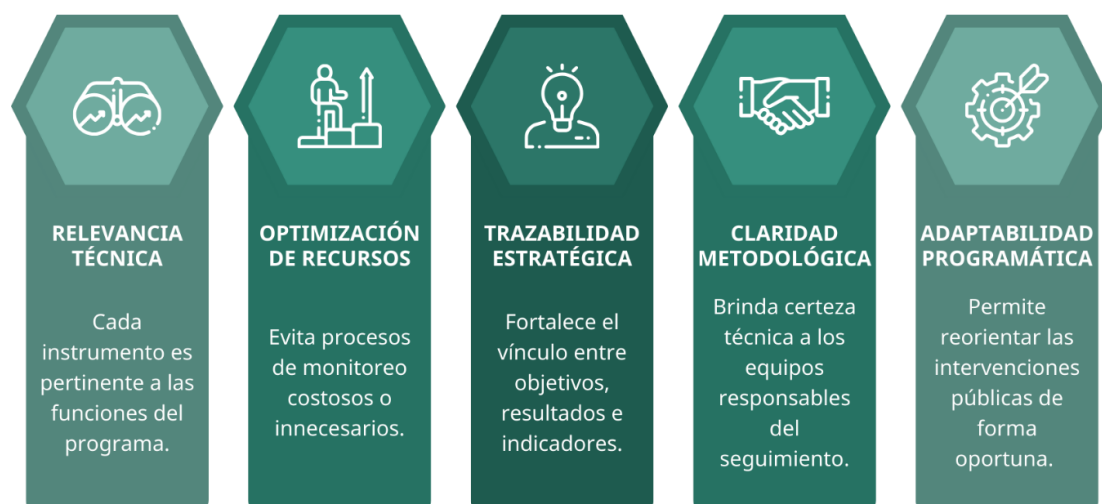 RELEVANCIA
TÉCNICA
Cada
instrumento es
pertinente a las
funciones del
programa.
OPTIMIZACIÓN
DE RECURSOS
Evita procesos
de monitoreo
costosos o
innecesarios.
TRAZABILIDAD
ESTRATÉGICA
Fortalece el
vínculo entre
objetivos,
resultados e
indicadores.
CLARIDAD
METODOLÓGICA
Brinda certeza
técnica a los
equipos
responsables
del
seguimiento.
ADAPTABILIDAD
PROGRAMÁTICA
Permite
reorientar las
intervenciones
públicas de
forma
oportuna.